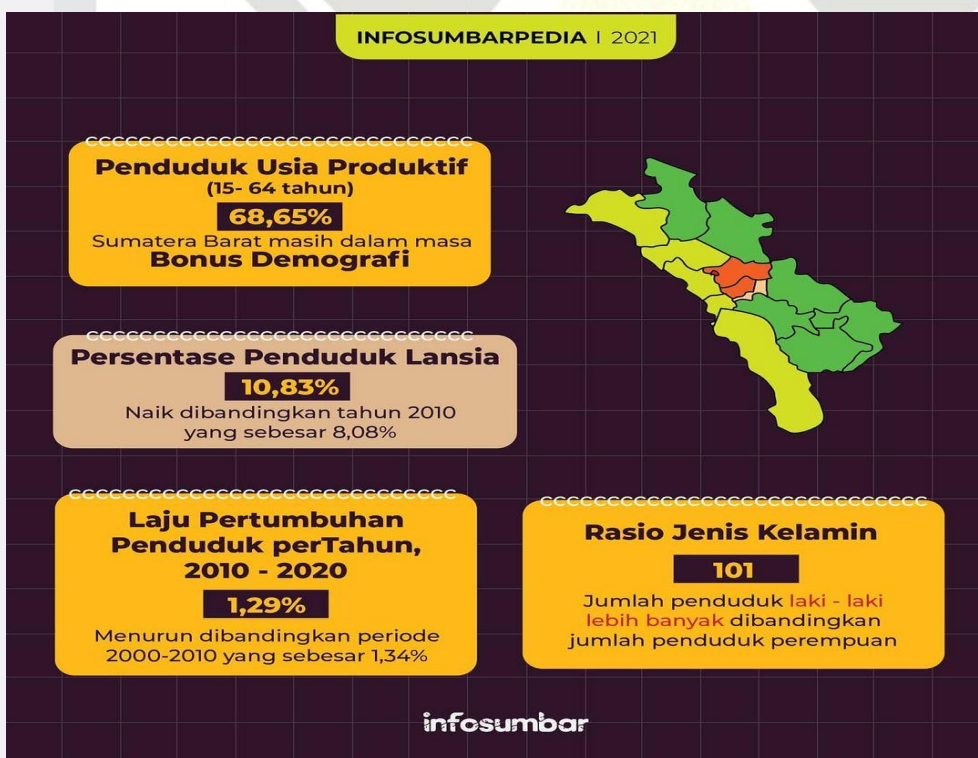 INFOSUMBARPEDIA | 2021
Penduduk Usia Produktif
(15- 64 tahun)
68,65%
Sumatera Barat masih dalam masa
Bonus Demografi
Persentase Penduduk Lansia
10,83%
Naik dibandingkan tahun 2010
yang sebesar 8,08%
Laju Pertumbuhan
Penduduk perTahun,
2010 - 2020
1,29%
Menurun dibandingkan periode
2000-2010 yang sebesar 1,34%
Rasio Jenis Kelamin
101
Jumlah penduduk laki - laki
lebih banyak dibandingkan
jumlah penduduk perempuan
infosumbar